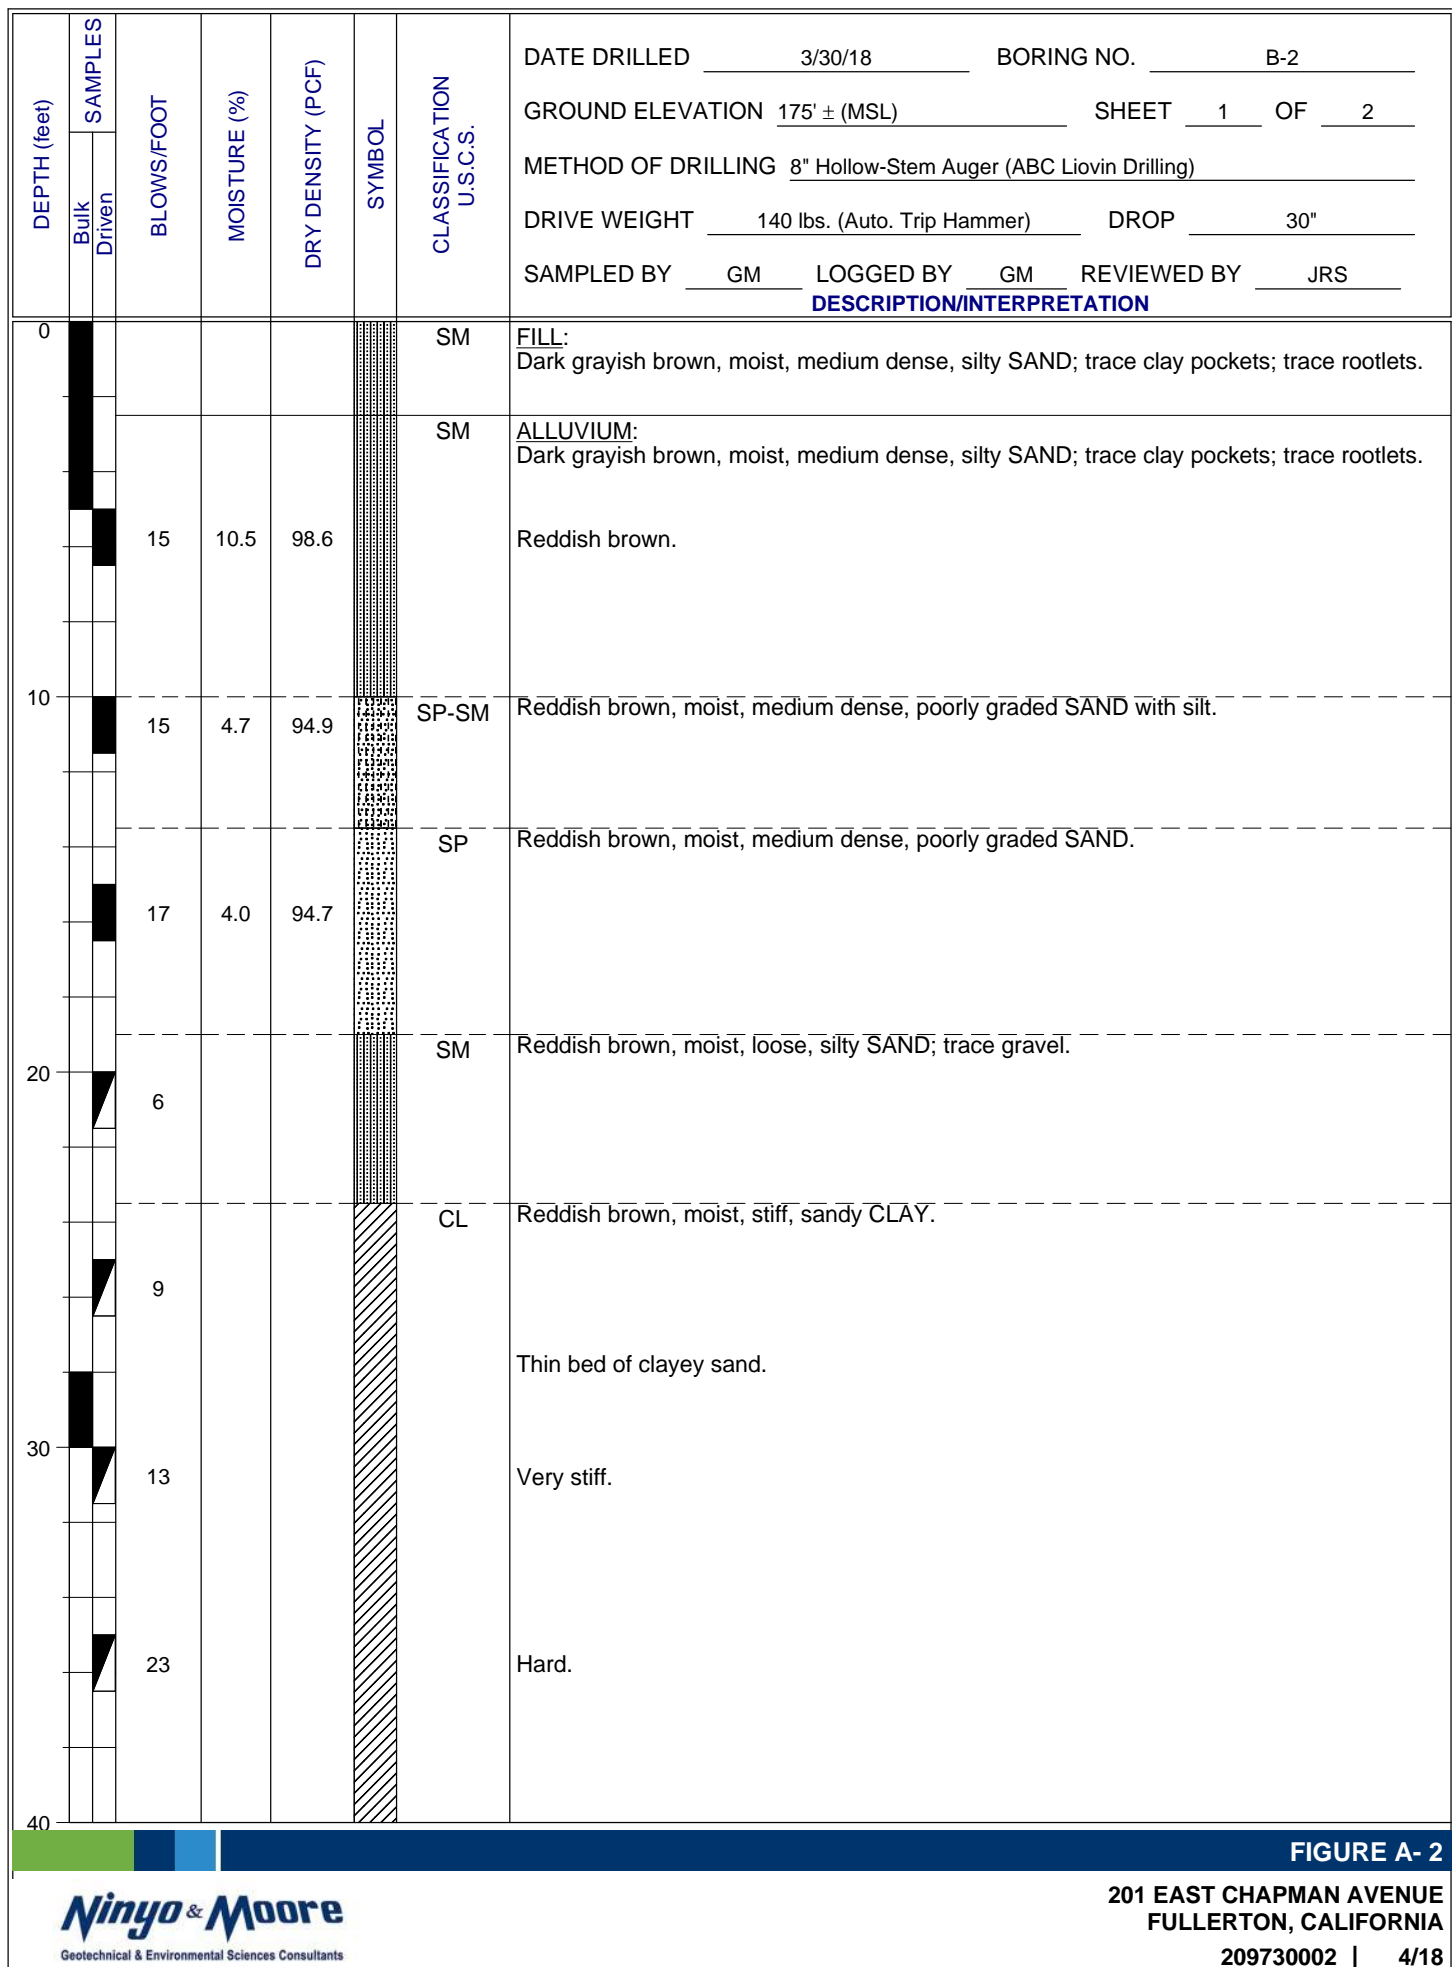 DEPTH (feet)
SAMPLES
Bulk
Driven
BLOWS/FOOT
MOISTURE (%)
DRY DENSITY (PCF)
SYMBOL
CLASSIFICATION
U.S.C.S.
DATE DRILLED 3/30/18 BORING NO. B-2
GROUND ELEVATION 175' ± (MSL) SHEET 1 OF 2
METHOD OF DRILLING 8" Hollow-Stem Auger (ABC Liovin Drilling)
DRIVE WEIGHT 140 lbs. (Auto. Trip Hammer) DROP 30"
SAMPLED BY GM LOGGED BY GM REVIEWED BY JRS
DESCRIPTION/INTERPRETATION
0 SM FILL:
Dark grayish brown, moist, medium dense, silty SAND; trace clay pockets; trace rootlets.
SM ALLUVIUM:
Dark grayish brown, moist, medium dense, silty SAND; trace clay pockets; trace rootlets.
15 10.5 98.6 Reddish brown.
10 SP-SM Reddish brown, moist, medium dense, poorly graded SAND with silt.
15 4.7 94.9
SP Reddish brown, moist, medium dense, poorly graded SAND.
17 4.0 94.7
SM Reddish brown, moist, loose, silty SAND; trace gravel.
20
6
CL Reddish brown, moist, stiff, sandy CLAY.
9
Thin bed of clayey sand.
30
13 Very stiff.
23 Hard.
40
FIGURE A- 2
Ninyo & Moore
Geotechnical & Environmental Sciences Consultants
201 EAST CHAPMAN AVENUE
FULLERTON, CALIFORNIA
209730002 | 4/18